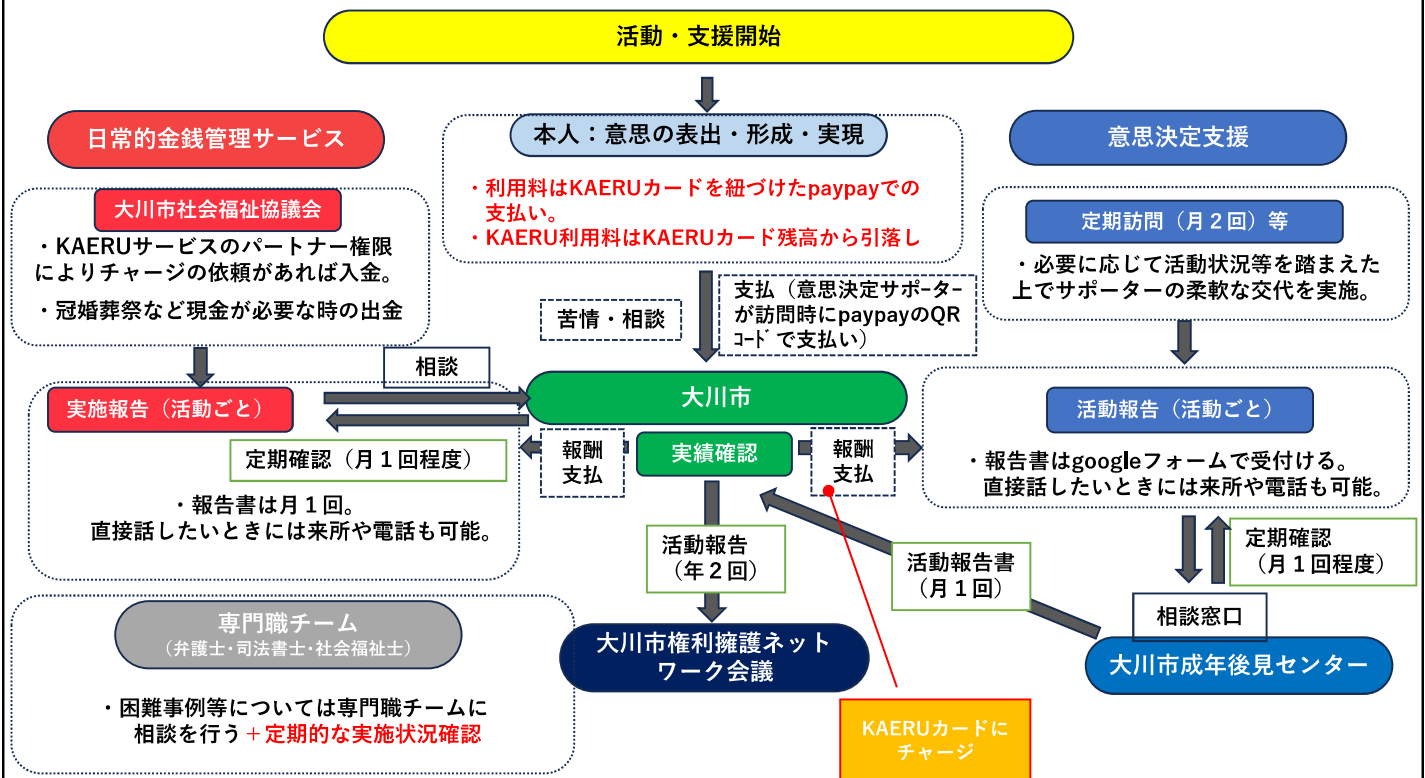 活動・支援開始
日常的金銭管理サービス
大川市社会福祉協議会
・KAERUサービスのパートナー権限
によりチャージの依頼があれば入金。
・冠婚葬祭など現金が必要な時の出金
本人：意思の表出・形成・実現
・利用料はKAERUカードを紐づけたpaypayでの
支払い。
・KAERU利用料はKAERUカード残高から引落し
意思決定支援
定期訪問（月２回）等
・必要に応じて活動状況等を踏まえた
上でサポーターの柔軟な交代を実施。
苦情・相談
支払（意思決定サポｰタｰ
が訪問時にpaypayのQR
ｺｰﾄﾞで支払い）
相談
大川市
実施報告（活動ごと）
定期確認（月１回程度）
・報告書は月１回。
直接話したいときには来所や電話も可能。
報酬
支払
実績確認
報酬
支払
活動報告（活動ごと）
・報告書はgoogleフォームで受付ける。
直接話したいときには来所や電話も可能。
活動報告
（年２回）
活動報告書
（月１回）
定期確認
（月１回程度）
相談窓口
専門職チーム
（弁護士･司法書士･社会福祉士）
・困難事例等については専門職チームに
相談を行う＋定期的な実施状況確認
大川市権利擁護ネット
ワーク会議
大川市成年後見センター
KAERUカードに
チャージ